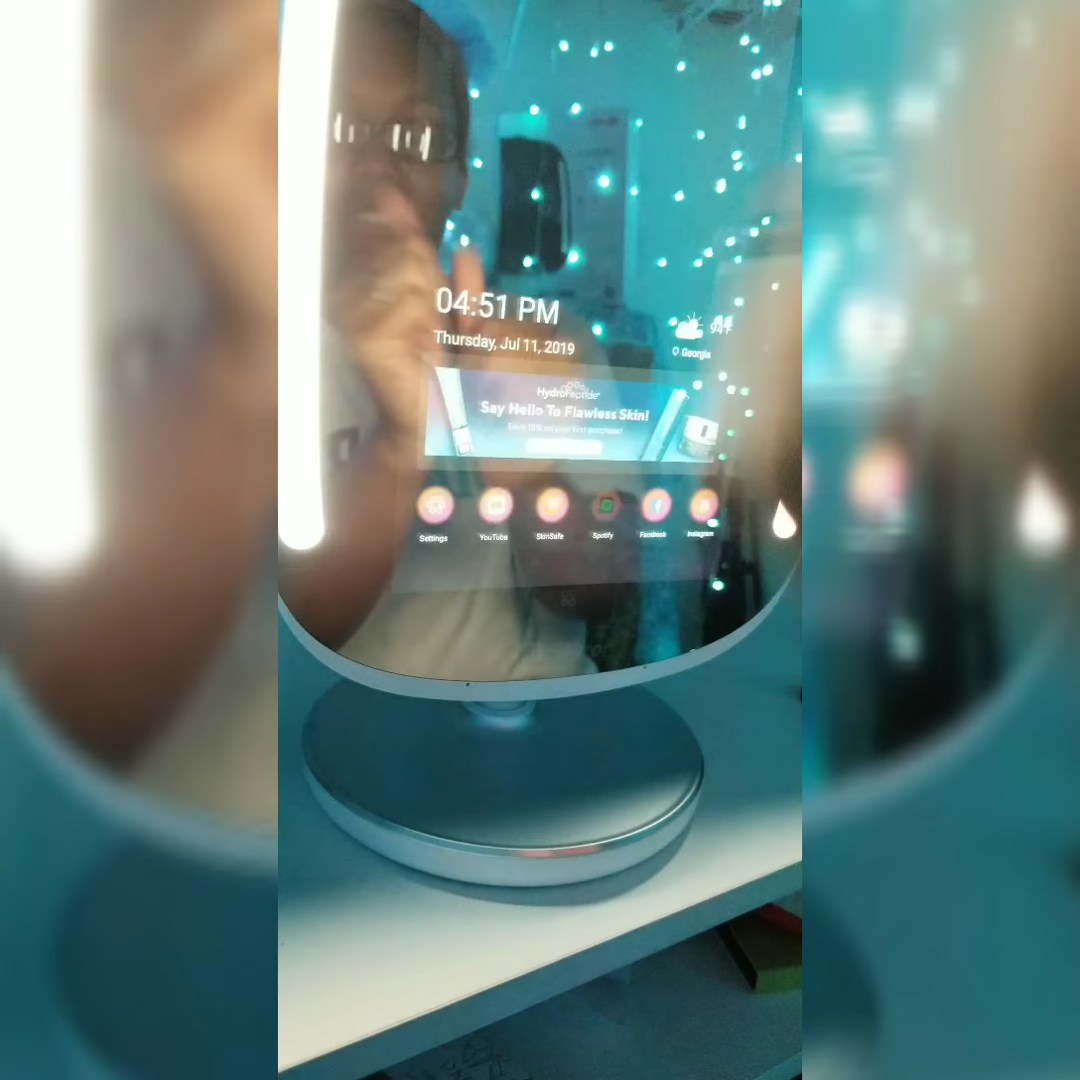 04:51 PM
Thursday, Jul 11, 2019
94°F
Georgia
HydroPeptide
Say Hello To Flawless Skin!
Settings
YouTube
SkinSafe
Spotify
Facebook
Instagram